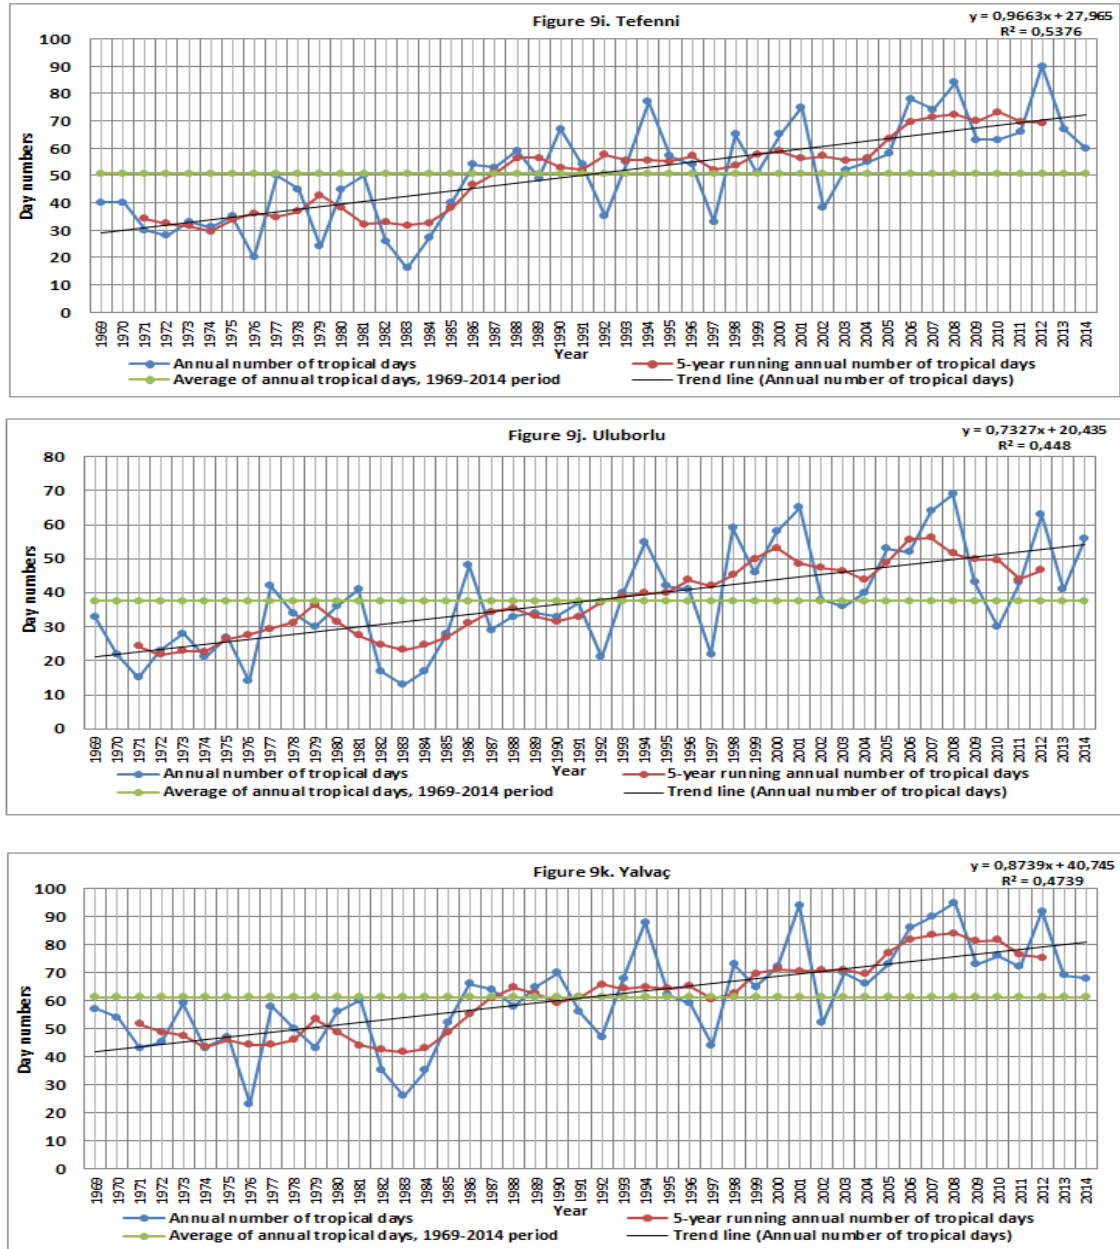 Figure 9i. Tefenni
y = 0,9663x + 27,965
R² = 0,5376
100
90
80
70
60
50
40
30
20
10
0
Day numbers
1969 1970 1971 1972 1973 1974 1975 1976 1977 1978 1979 1980 1981 1982 1983 1984 1985 1986 1987 1988 1989 1990 1991 1992 1993 1994 1995 1996 1997 1998 1999 2000 2001 2002 2003 2004 2005 2006 2007 2008 2009 2010 2011 2012 2013 2014
Year
Annual number of tropical days
5-year running annual number of tropical days
Average of annual tropical days, 1969-2014 period
Trend line (Annual number of tropical days)
Figure 9j. Uluborlu
y = 0,7327x + 20,435
R² = 0,448
80
70
60
50
40
30
20
10
0
Day numbers
1969 1970 1971 1972 1973 1974 1975 1976 1977 1978 1979 1980 1981 1982 1983 1984 1985 1986 1987 1988 1989 1990 1991 1992 1993 1994 1995 1996 1997 1998 1999 2000 2001 2002 2003 2004 2005 2006 2007 2008 2009 2010 2011 2012 2013 2014
Year
Annual number of tropical days
5-year running annual number of tropical days
Average of annual tropical days, 1969-2014 period
Trend line (Annual number of tropical days)
Figure 9k. Yalvaç
y = 0,8739x + 40,745
R² = 0,4739
100
90
80
70
60
50
40
30
20
10
0
Day numbers
1969 1970 1971 1972 1973 1974 1975 1976 1977 1978 1979 1980 1981 1982 1983 1984 1985 1986 1987 1988 1989 1990 1991 1992 1993 1994 1995 1996 1997 1998 1999 2000 2001 2002 2003 2004 2005 2006 2007 2008 2009 2010 2011 2012 2013 2014
Year
Annual number of tropical days
5-year running annual number of tropical days
Average of annual tropical days, 1969-2014 period
Trend line (Annual number of tropical days)